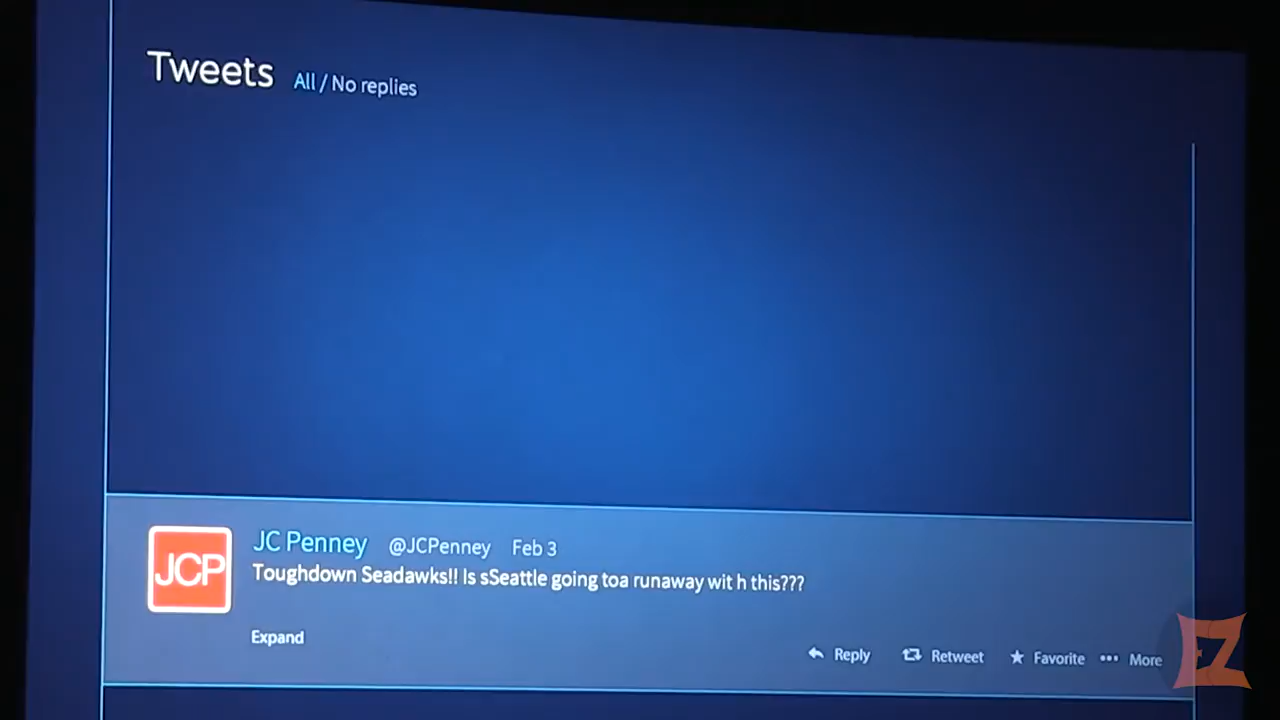 Tweets All / No replies
JCP
JC Penney @JCPenney Feb 3
Toughdown Seadawks!! Is sSeattle going toa runaway wit h this???
Expand
Reply Retweet Favorite More
EZ